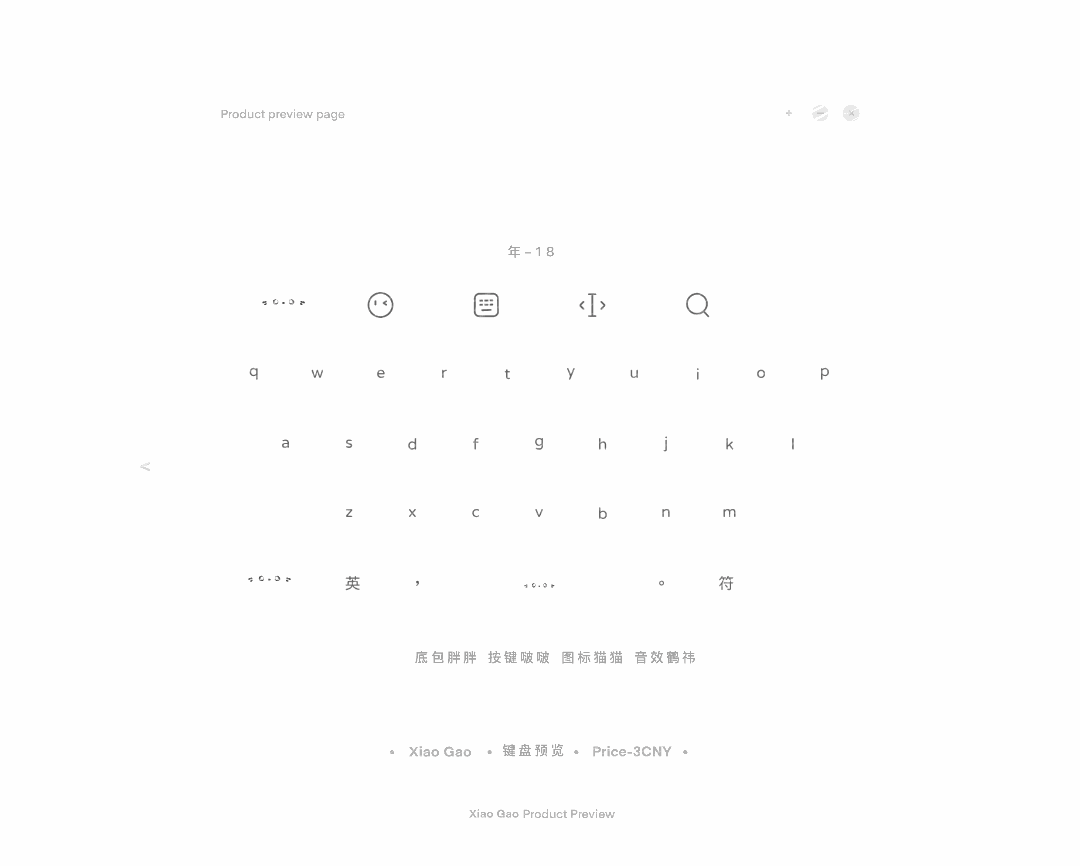 Product preview page
年-18
q w e r t y u i o p
a s d f g h j k l
<
z x c v b n m
英 ， 。 符
底包胖胖 按键啵啵 图标猫猫 音效鹤祎
• Xiao Gao • 键盘预览 • Price-3CNY •
Xiao Gao Product Preview